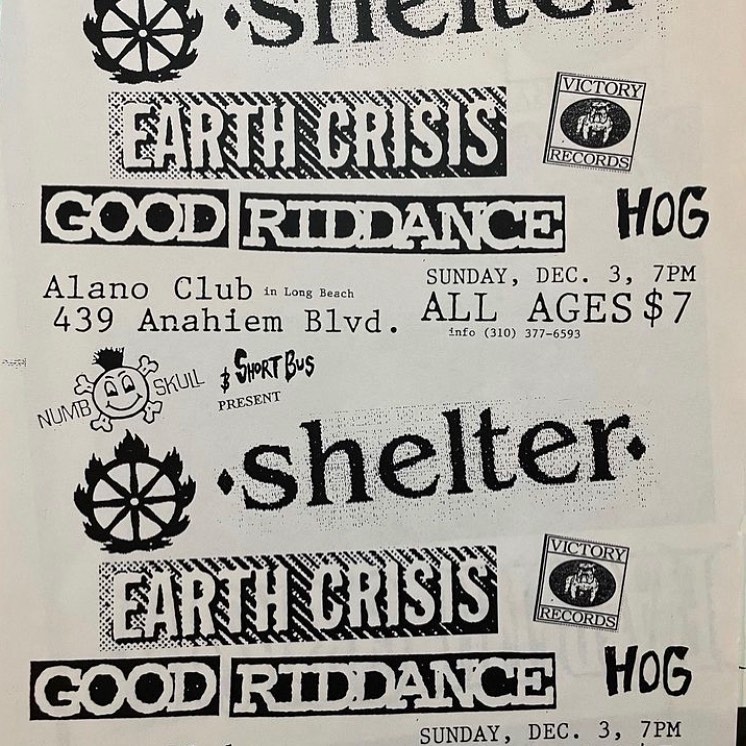 shelter
EARTH CRISIS
VICTORY
RECORDS
GOOD RIDDANCE
HOG
Alano Club in Long Beach
439 Anahiem Blvd.
SUNDAY, DEC. 3, 7PM
ALL AGES $7
info (310) 377-6593
NUMB SKULL
$ SHORT BUS
PRESENT
shelter
EARTH CRISIS
VICTORY
RECORDS
GOOD RIDDANCE
HOG
SUNDAY, DEC. 3, 7PM